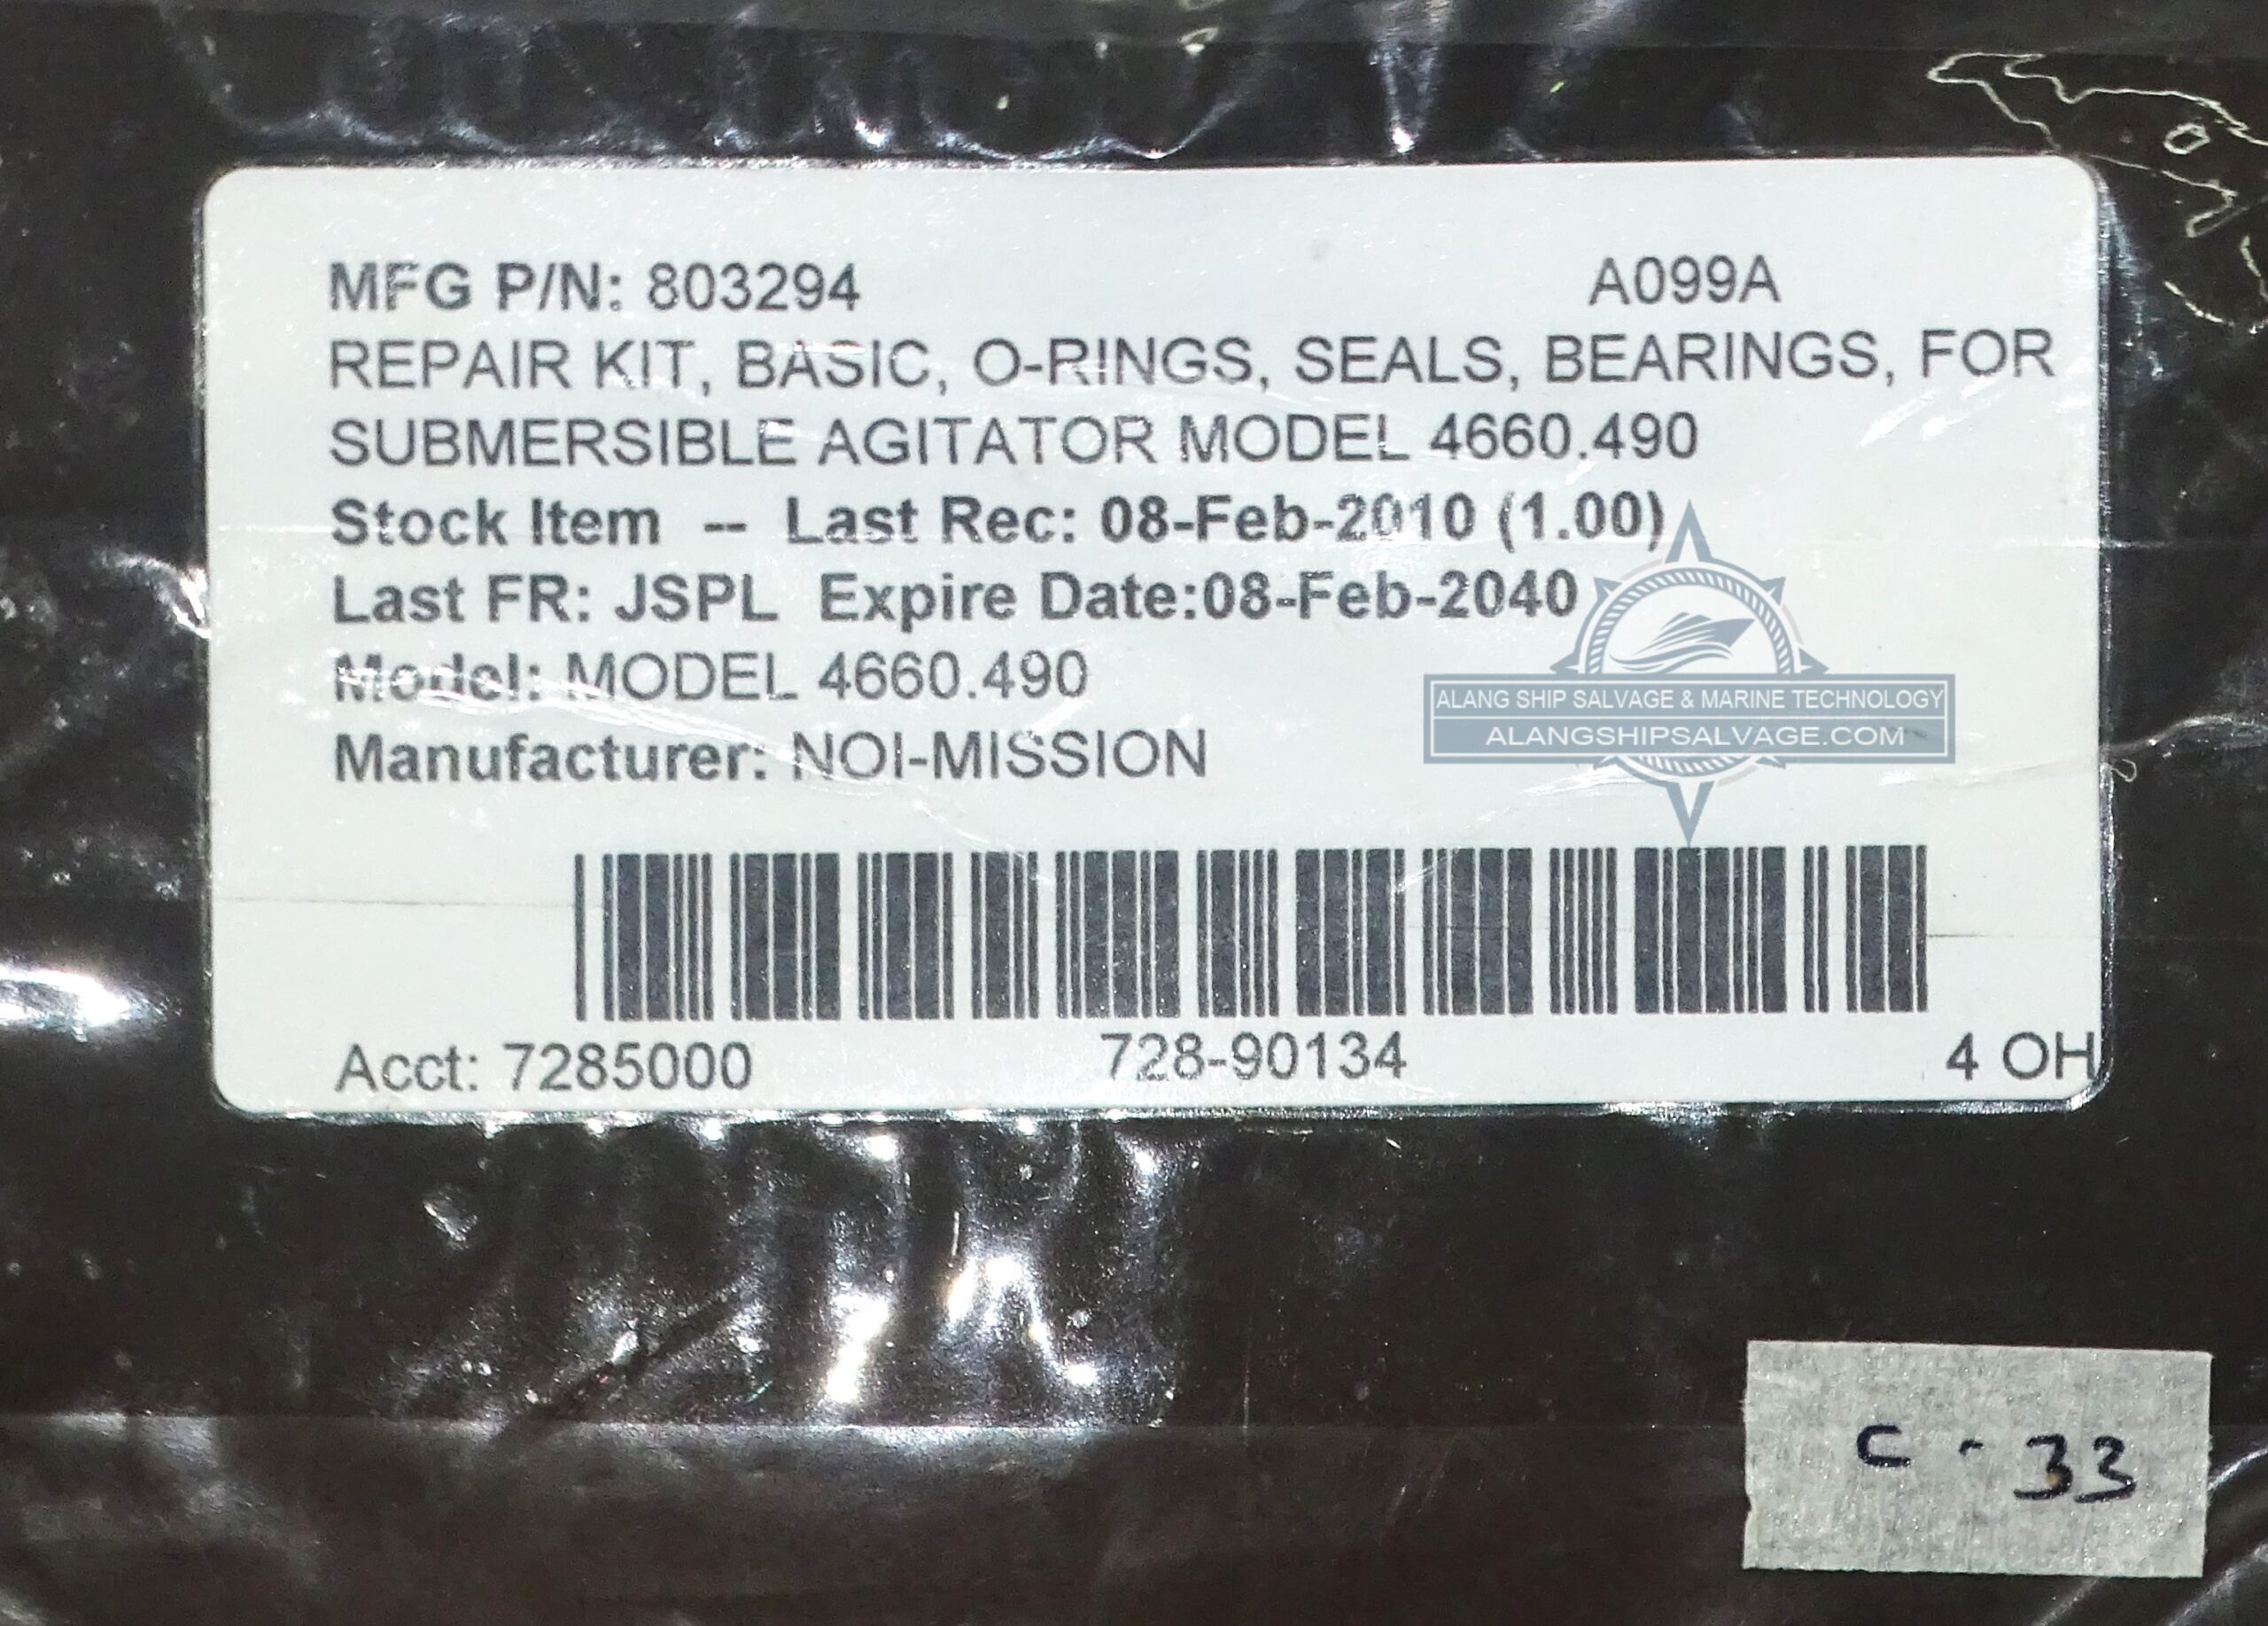 MFG P/N: 803294 A099A
REPAIR KIT, BASIC, O-RINGS, SEALS, BEARINGS, FOR
SUBMERSIBLE AGITATOR MODEL 4660.490
Stock Item -- Last Rec: 08-Feb-2010 (1.00)
Last FR: JSPL Expire Date:08-Feb-2040
Model: MODEL 4660.490
Manufacturer: NOI-MISSION
ALANG SHIP SALVAGE & MARINE TECHNOLOGY
ALANGSHIPSALVAGE.COM
Acct: 7285000 728-90134 4 OH
C - 33